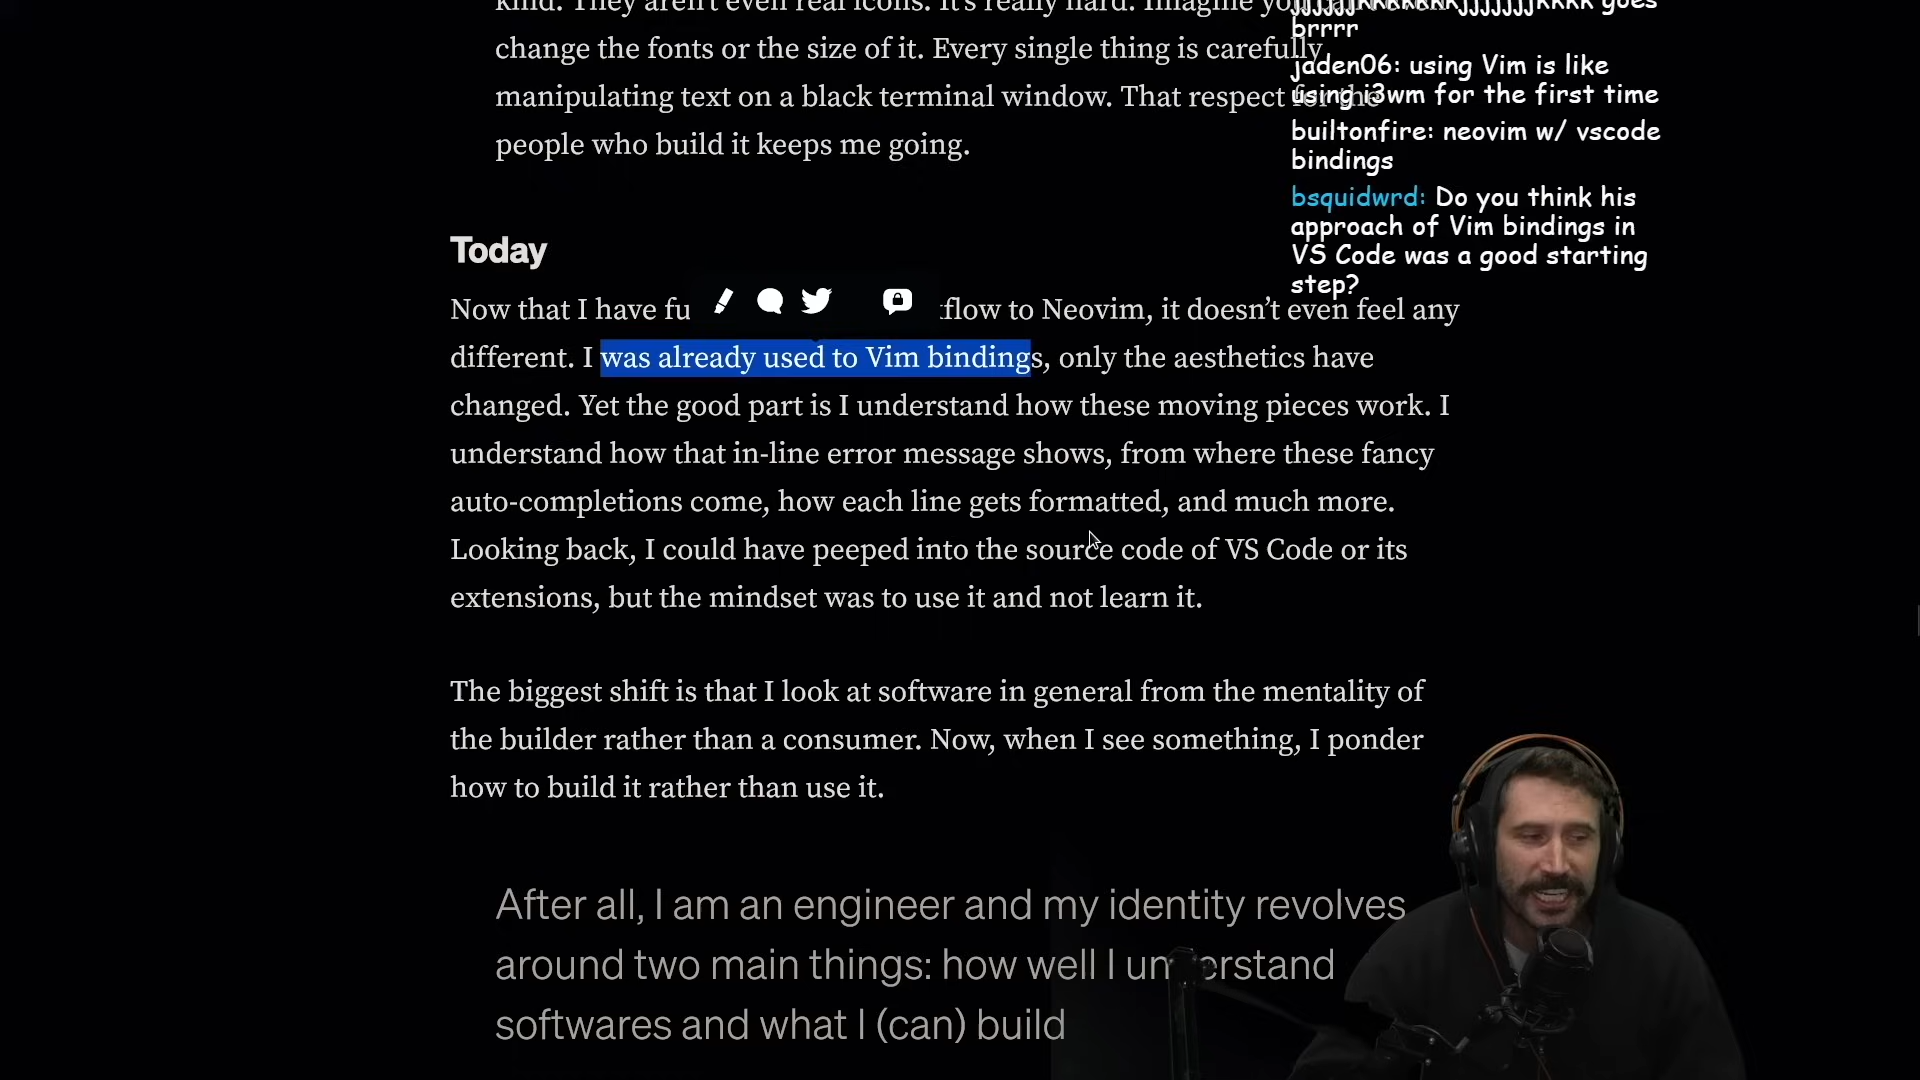 change the fonts or the size of it. Every single thing is carefully
manipulating text on a black terminal window. That respect for the
people who build it keeps me going.
Today
Now that I have fu flow to Neovim, it doesn't even feel any
different. I was already used to Vim bindings, only the aesthetics have
changed. Yet the good part is I understand how these moving pieces work. I
understand how that in-line error message shows, from where these fancy
auto-completions come, how each line gets formatted, and much more.
Looking back, I could have peeped into the source code of VS Code or its
extensions, but the mindset was to use it and not learn it.
The biggest shift is that I look at software in general from the mentality of
the builder rather than a consumer. Now, when I see something, I ponder
how to build it rather than use it.
After all, I am an engineer and my identity revolves
around two main things: how well I understand
softwares and what I (can) build
goes
brrrr
jaden06: using Vim is like
using i3wm for the first time
builtonfire: neovim w/ vscode
bindings
bsquidwrd: Do you think his
approach of Vim bindings in
VS Code was a good starting
step?